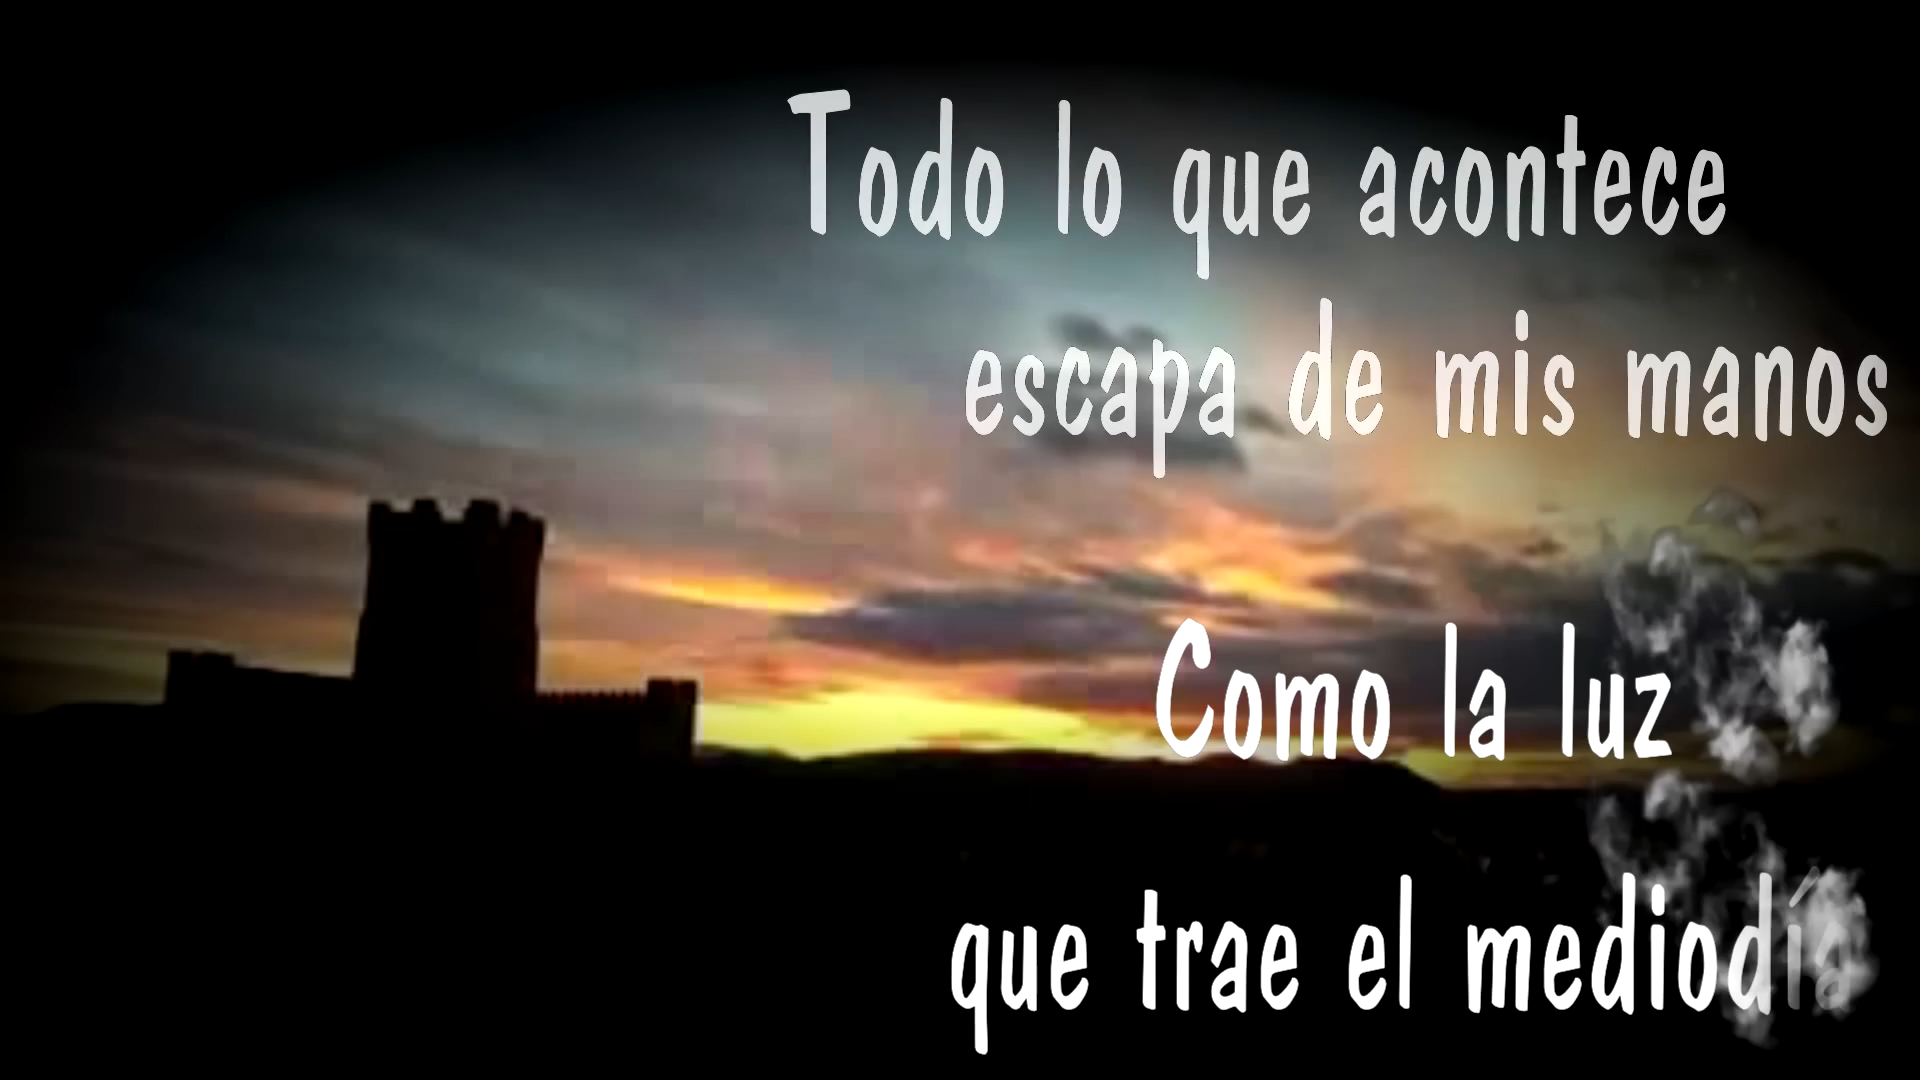 Todo lo que acontece
escapa de mis manos
Como la luz
que trae el mediodía